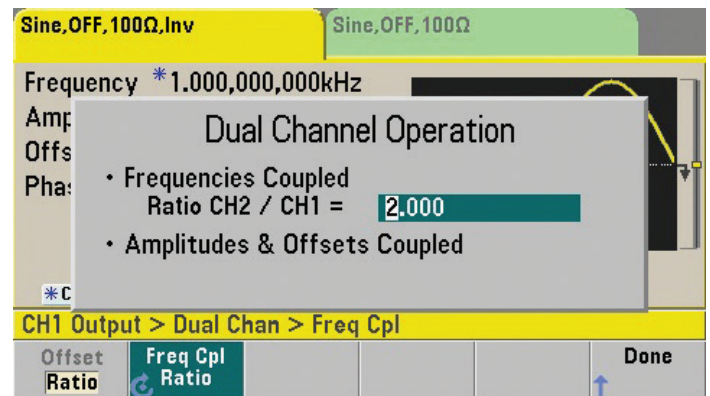 Sine,OFF,100Ω,Inv
Sine,OFF,100Ω
Frequency *1.000,000,000kHz
Amp
Offs
Phas
Dual Channel Operation
• Frequencies Coupled
Ratio CH2 / CH1 = 2.000
• Amplitudes & Offsets Coupled
*C
CH1 Output > Dual Chan > Freq Cpl
Offset
Ratio
Freq Cpl
Ratio
Done